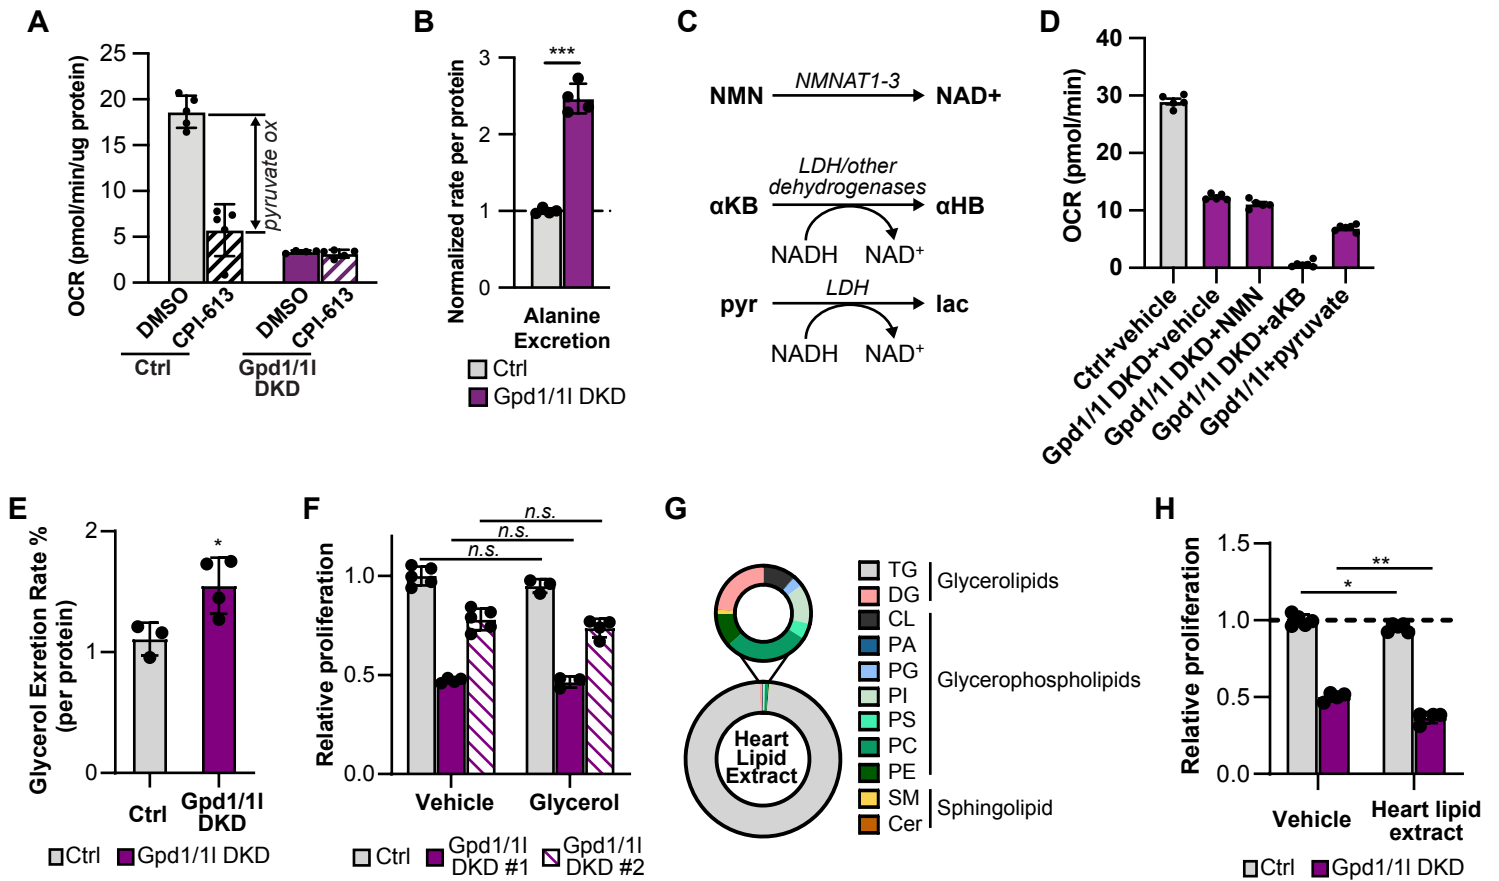 A
OCR (pmol/min/ug protein)
25
20
15
10
5
0
pyruvate ox
DMSO
CPI-613
DMSO
CPI-613
Ctrl
Gpd1/1l
DKD
B
Normalized rate per protein
3
2
1
0
***
Alanine
Excretion
Ctrl
Gpd1/1l DKD
C
NMN
NMNAT1-3
NAD+
LDH/other
dehydrogenases
αKB
αHB
NADH
NAD+
LDH
pyr
lac
NADH
NAD+
D
OCR (pmol/min)
40
30
20
10
0
Ctrl+vehicle
Gpd1/1l DKD+vehicle
Gpd1/1l DKD+NMN
Gpd1/1l DKD+aKB
Gpd1/1l+pyruvate
E
Glycerol Exretion Rate %
(per protein)
2
1
0
*
Ctrl
Gpd1/1l
DKD
Ctrl
Gpd1/1l DKD
F
Relative proliferation
1.0
0.5
0.0
n.s.
n.s.
n.s.
Vehicle
Glycerol
Ctrl
Gpd1/1l
DKD #1
Gpd1/1l
DKD #2
G
Heart
Lipid
Extract
TG
DG
CL
PA
PG
PI
PS
PC
PE
SM
Cer
Glycerolipids
Glycerophospholipids
Sphingolipid
H
Relative proliferation
1.5
1.0
0.5
0.0
**
*
Vehicle
Heart lipid
extract
Ctrl
Gpd1/1l DKD